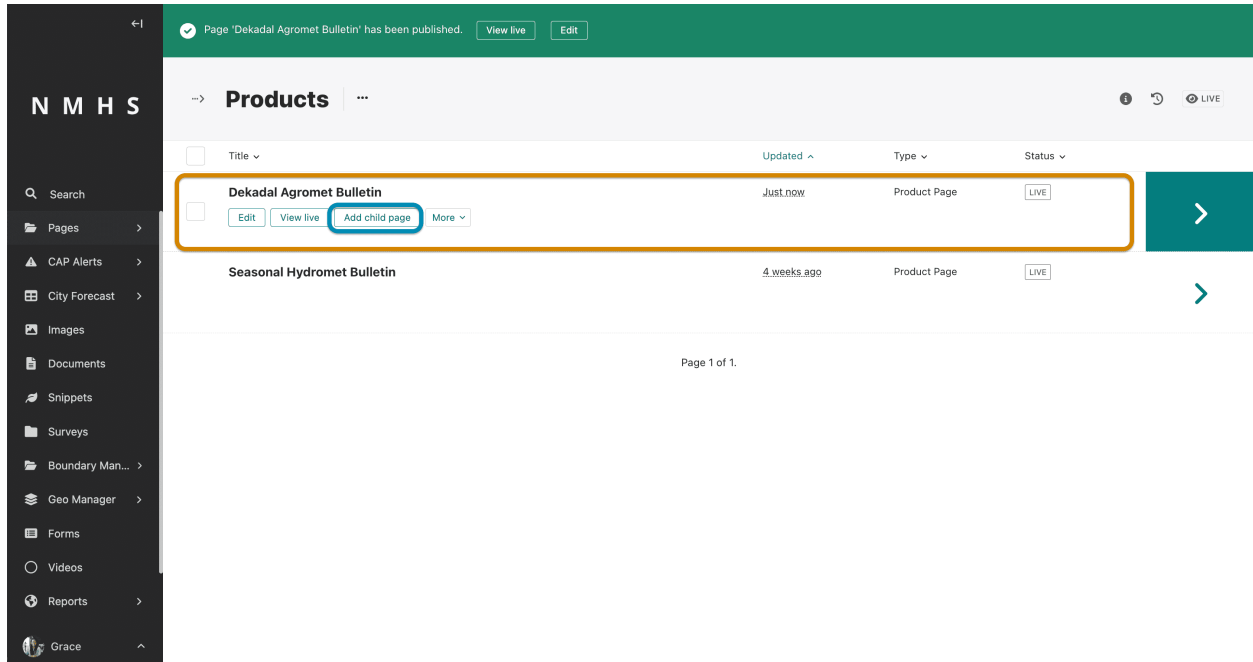 Page 'Dekadal Agromet Bulletin' has been published. View live Edit
NMHS
Products
LIVE
Search
Pages
CAP Alerts
City Forecast
Images
Documents
Snippets
Surveys
Boundary Man...
Geo Manager
Forms
Videos
Reports
Grace
Title Updated Type Status
Dekadal Agromet Bulletin Just now Product Page LIVE
Edit View live Add child page More
Seasonal Hydromet Bulletin 4 weeks ago Product Page LIVE
Page 1 of 1.